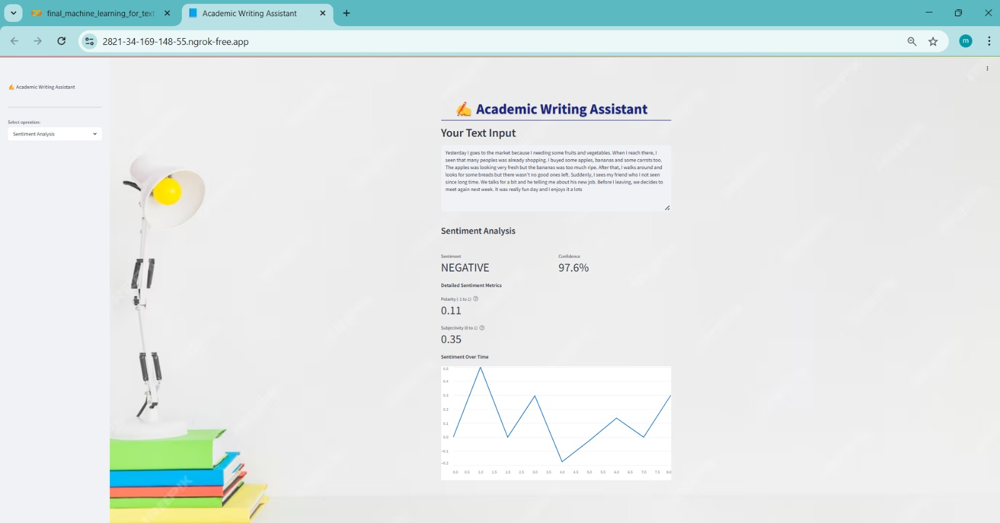 final_machine_learning_for_text
Academic Writing Assistant
2821-34-169-148-55.ngrok-free.app
m
✍️ Academic Writing Assistant
Select operation:
Sentiment Analysis
✍️ Academic Writing Assistant
Your Text Input
Yesterday I goes to the market because I needing some fruits and vegetables. When I reach there, I
seen that many peoples was already shopping. I buyed some apples, bananas and some carrots too.
The apples was looking very fresh but the bananas was too much ripe. After that, I walks around and
looks for some breads but there wasn't no good ones left. Suddenly, I sees my friend who I not seen
since long time. We talks for a bit and he telling me about his new job. Before I leaving, we decides to
meet again next week. It was really fun day and I enjoys it a lots
Sentiment Analysis
Sentiment Confidence
NEGATIVE 97.6%
Detailed Sentiment Metrics
Polarity (-1 to 1)
0.11
Subjectivity (0 to 1)
0.35
Sentiment Over Time
0.5
0.4
0.3
0.2
0.1
0.0
-0.1
-0.2
0.0 0.5 1.0 1.5 2.0 2.5 3.0 3.5 4.0 4.5 5.0 5.5 6.0 6.5 7.0 7.5 8.0